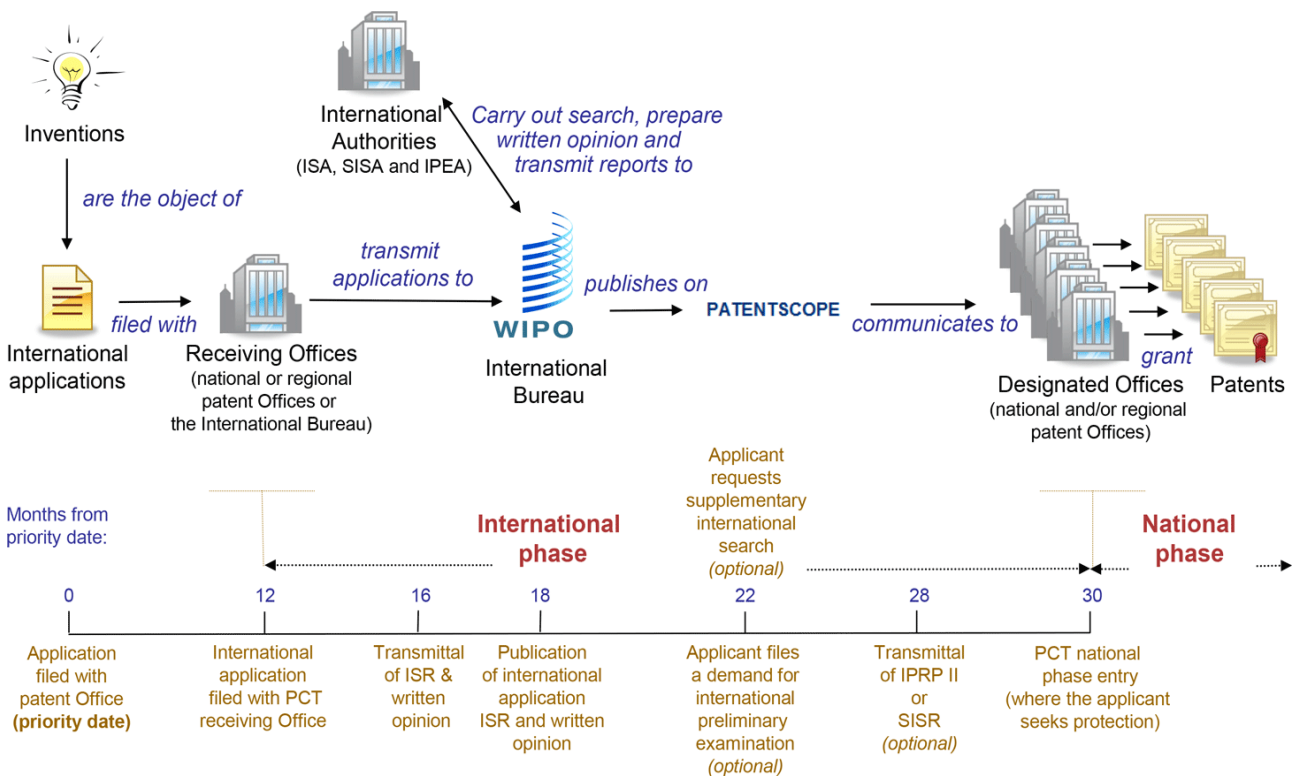 Inventions
are the object of
International
applications
filed with
Receiving Offices
(national or regional
patent Offices or
the International Bureau)
transmit
applications to
International
Authorities
(ISA, SISA and IPEA)
Carry out search, prepare
written opinion and
transmit reports to
WIPO
International
Bureau
publishes on
PATENTSCOPE
communicates to
Designated Offices
(national and/or regional
patent Offices)
grant
Patents
Months from
priority date:
International
phase
Applicant
requests
supplementary
international
search
(optional)
National
phase
0
12
16
18
22
28
30
Application
filed with
patent Office
(priority date)
International
application
filed with PCT
receiving Office
Transmittal
of ISR &
written
opinion
Publication
of international
application
ISR and written
opinion
Applicant files
a demand for
international
preliminary
examination
(optional)
Transmittal
of IPRP II
or
SISR
(optional)
PCT national
phase entry
(where the applicant
seeks protection)